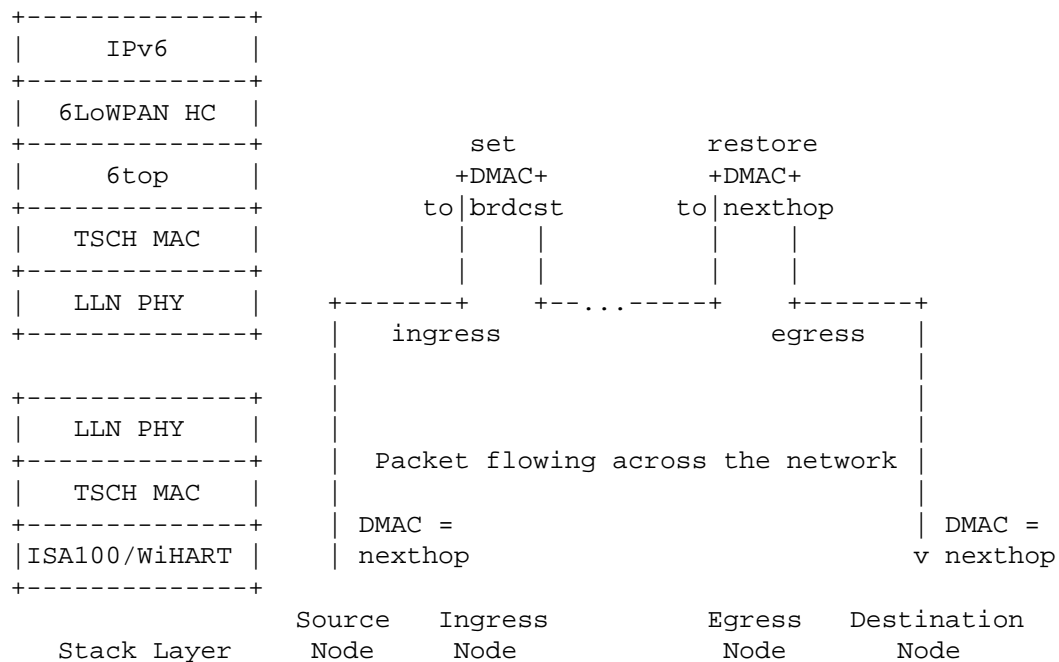 +--------------+
|     IPv6     |
+--------------+
|  6LoWPAN HC  |
+--------------+             set            restore
|     6top     |            +DMAC+          +DMAC+
+--------------+          to|brdcst       to|nexthop
|   TSCH MAC   |            |    |          |    |
+--------------+            |    |          |    |
|   LLN PHY    |    +-------+    +--...-----+    +-------+
+--------------+    |   ingress                 egress   |
                    |                                    |
+--------------+    |                                    |
|   LLN PHY    |    |                                    |
+--------------+    |  Packet flowing across the network |
|   TSCH MAC   |    |                                    |
+--------------+    | DMAC =                             | DMAC =
|ISA100/WiHART |    | nexthop                            v nexthop
+--------------+
                  Source   Ingress          Egress   Destination
   Stack Layer     Node     Node             Node       Node